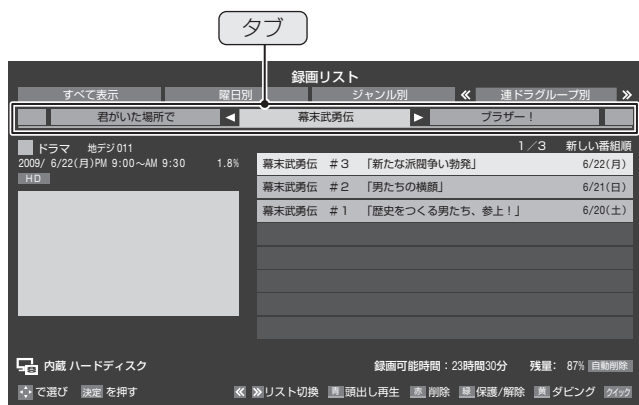 タブ
録画リスト
すべて表示 曜日別 ジャンル別 ≪ 連ドラグループ別 ≫
君がいた場所で ◀ 幕末武勇伝 ▶ ブラザー！
ドラマ 地デジ011 1／3 新しい番組順
2009/ 6/22(月)PM 9:00～AM 9:30 1.8%
HD
幕末武勇伝 ＃3 「新たな派閥争い勃発」 6/22(月)
幕末武勇伝 ＃2 「男たちの横顔」 6/21(日)
幕末武勇伝 ＃1 「歴史をつくる男たち、参上！」 6/20(土)
内蔵 ハードディスク 録画可能時間：23時間30分 残量： 87% 自動削除
で選び 決定 を押す ≪ ≫リスト切換 青 頭出し再生 赤 削除 緑 保護/解除 黄 ダビング クイック